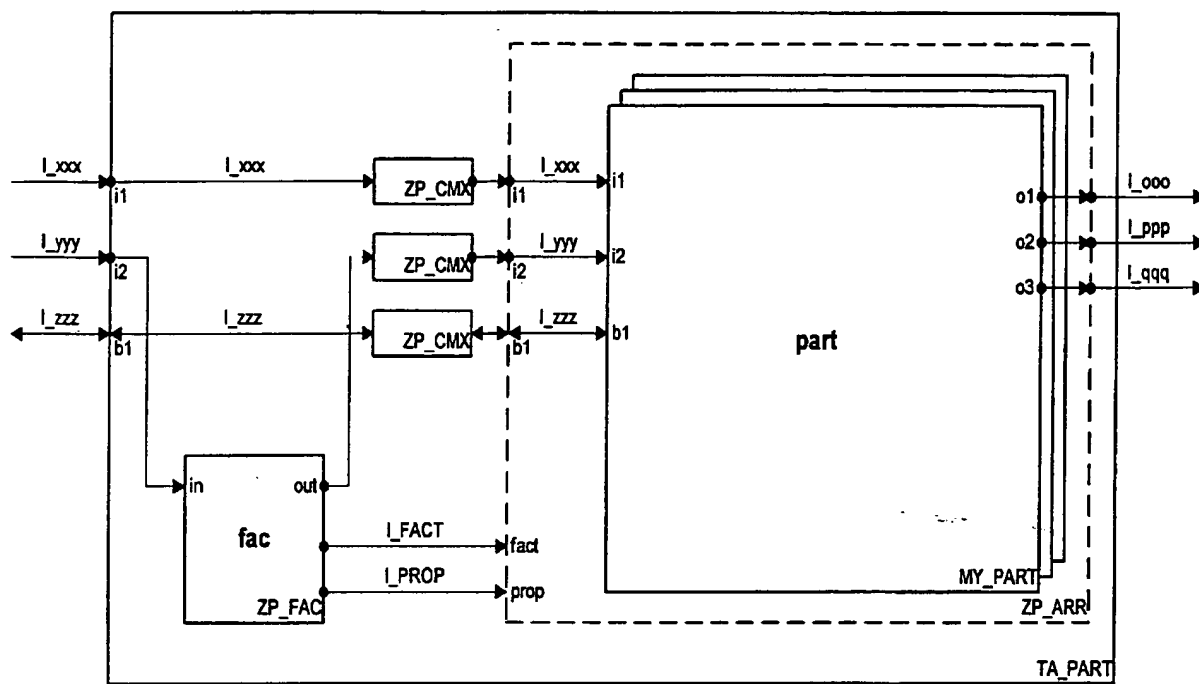 I_xxx I_xxx I_xxx
ZP_CMX
i1 i1 i1
o1 I_ooo
I_yyy I_yyy
ZP_CMX
i2 i2 i2
o2 I_ppp
I_zzz I_zzz I_zzz
ZP_CMX
b1 b1 b1
o3 I_qqq
part
in out
fac
I_FACT
fact
I_PROP
prop
ZP_FAC
MY_PART
ZP_ARR
TA_PART